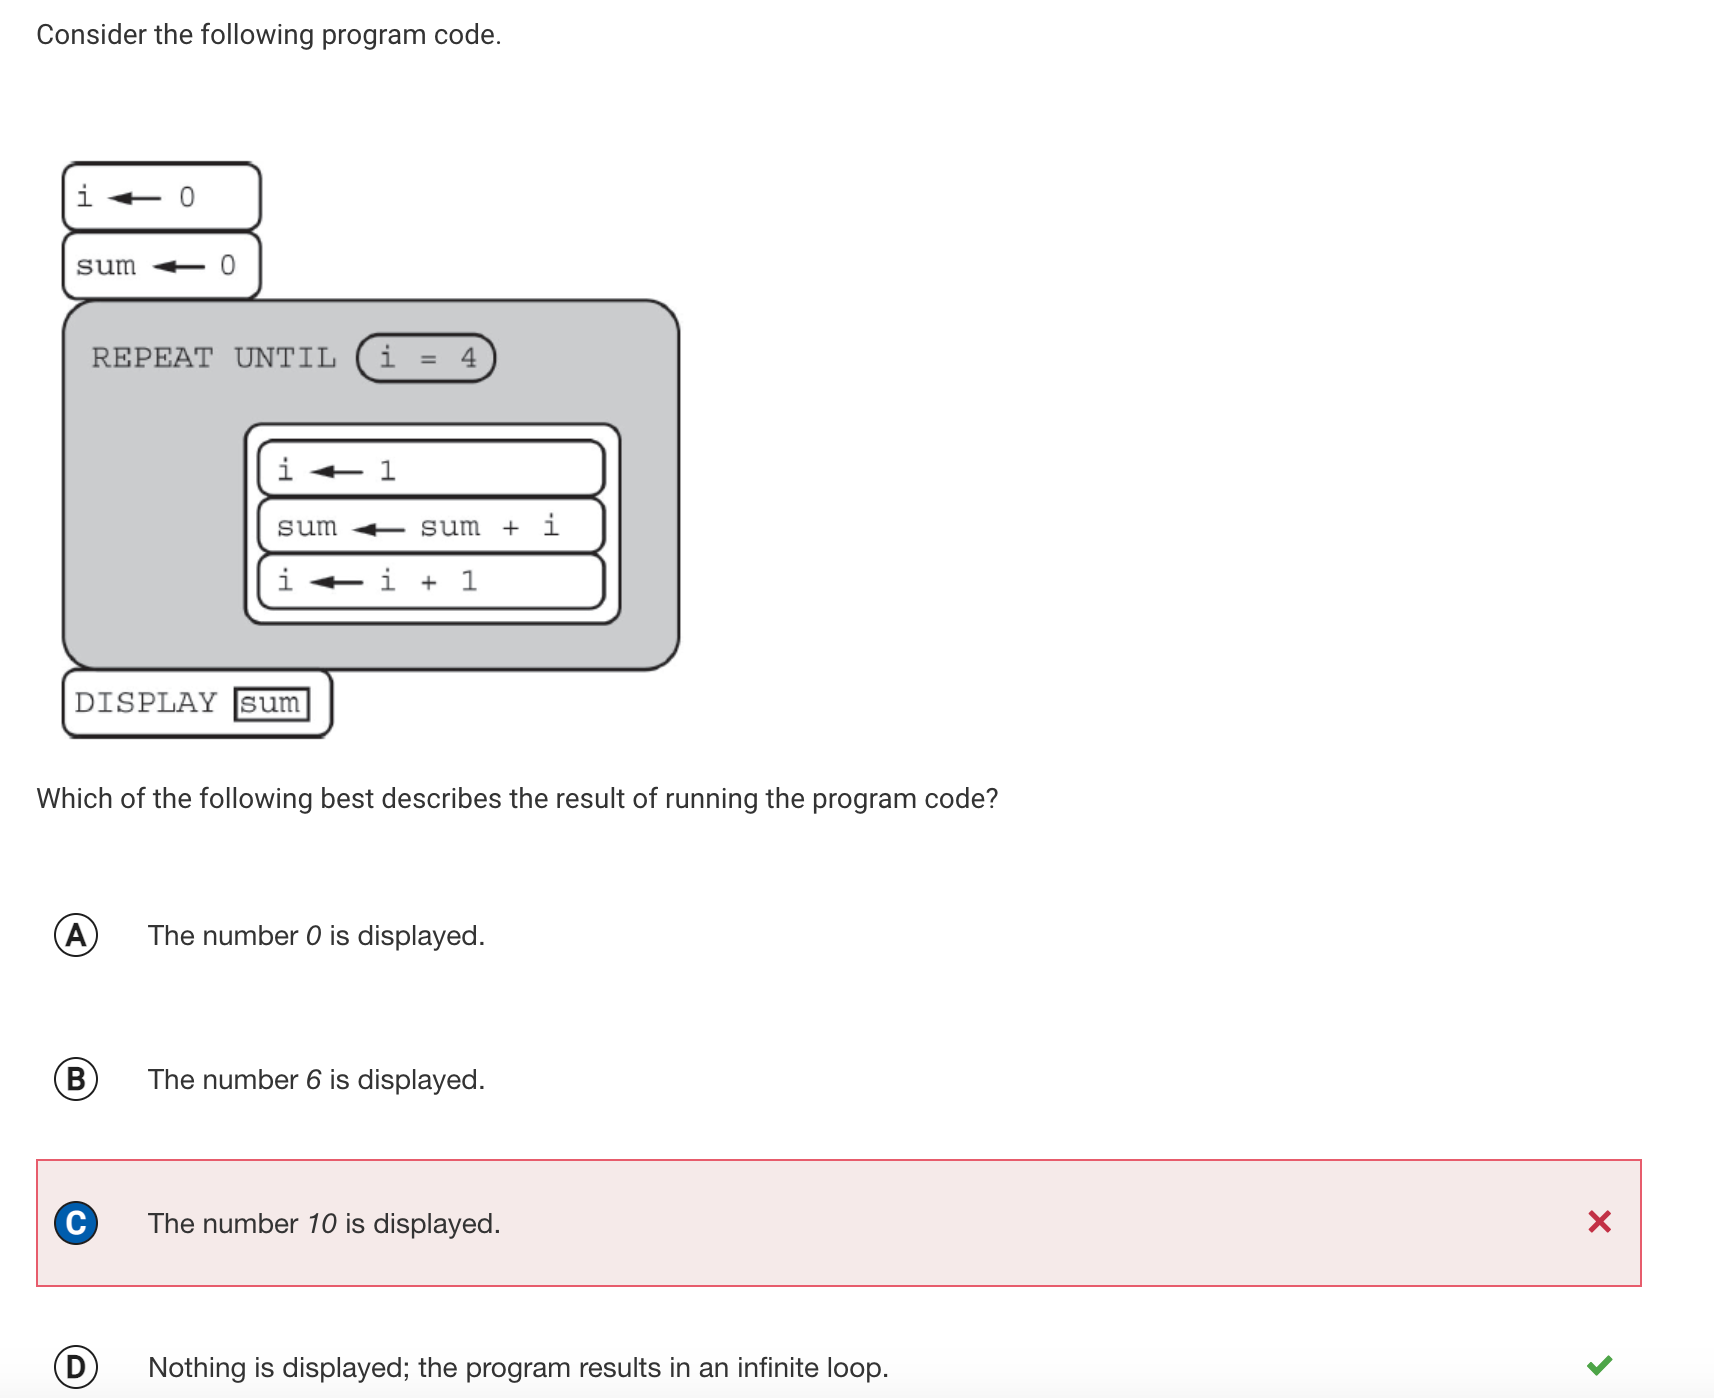 Consider the following program code.
i ← 0
sum ← 0
REPEAT UNTIL i = 4
i ← 1
sum ← sum + i
i ← i + 1
DISPLAY sum
Which of the following best describes the result of running the program code?
A The number 0 is displayed.
B The number 6 is displayed.
C The number 10 is displayed.
D Nothing is displayed; the program results in an infinite loop.